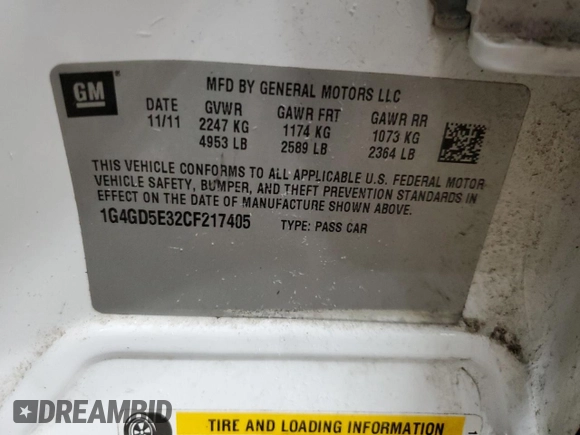 GM
MFD BY GENERAL MOTORS LLC
DATE GVWR GAWR FRT GAWR RR
11/11 2247 KG 1174 KG 1073 KG
4953 LB 2589 LB 2364 LB
THIS VEHICLE CONFORMS TO ALL APPLICABLE U.S. FEDERAL MOTOR
VEHICLE SAFETY, BUMPER, AND THEFT PREVENTION STANDARDS IN
EFFECT ON THE DATE OF MANUFACTURE SHOWN ABOVE.
1G4GD5E32CF217405 TYPE: PASS CAR
TIRE AND LOADING INFORMATION
DREAMBID